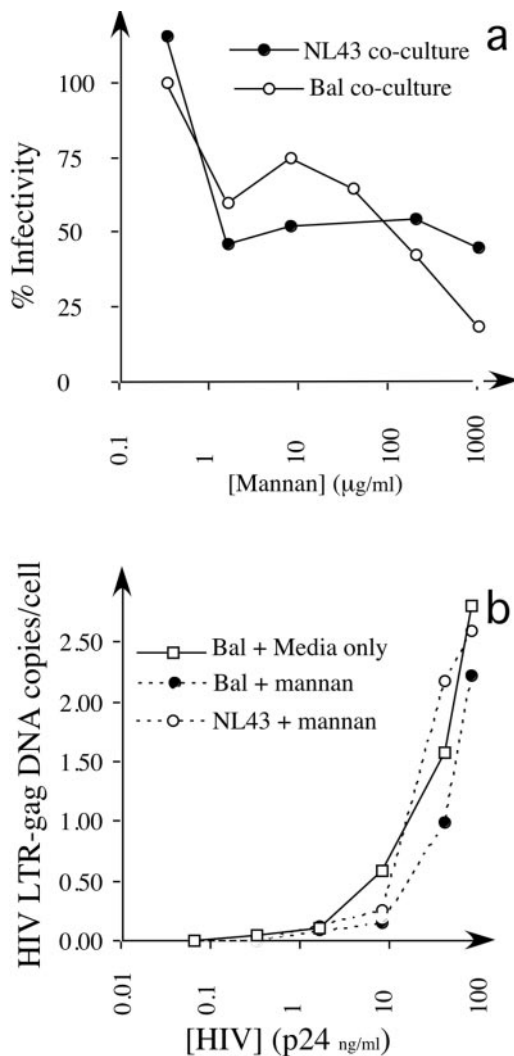 a
NL43 co-culture
Bal co-culture
100
75
50
25
0
% Infectivity
0.1
1
10
100
1000
[Mannan] (µg/ml)
b
Bal + Media only
Bal + mannan
NL43 + mannan
2.50
2.00
1.50
1.00
0.50
0.00
HIV LTR-gag DNA copies/cell
0.01
0.1
1
10
100
[HIV] (p24 ng/ml)